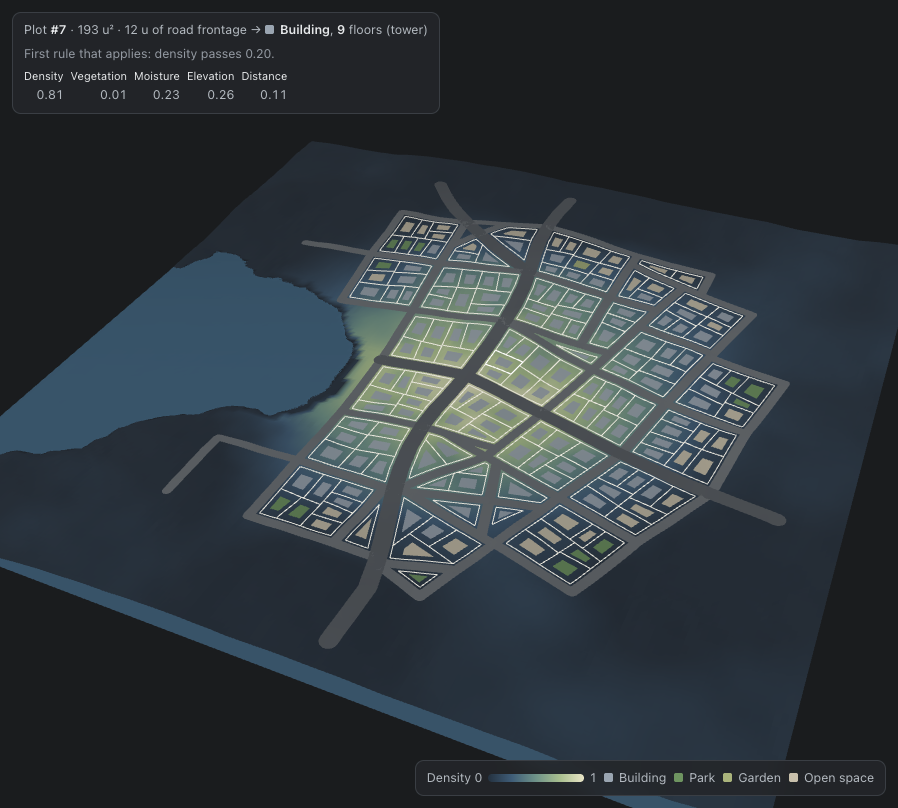 Plot #7 · 193 u² · 12 u of road frontage → Building, 9 floors (tower)
First rule that applies: density passes 0.20.
Density Vegetation Moisture Elevation Distance
0.81 0.01 0.23 0.26 0.11
Density 0 1 Building Park Garden Open space